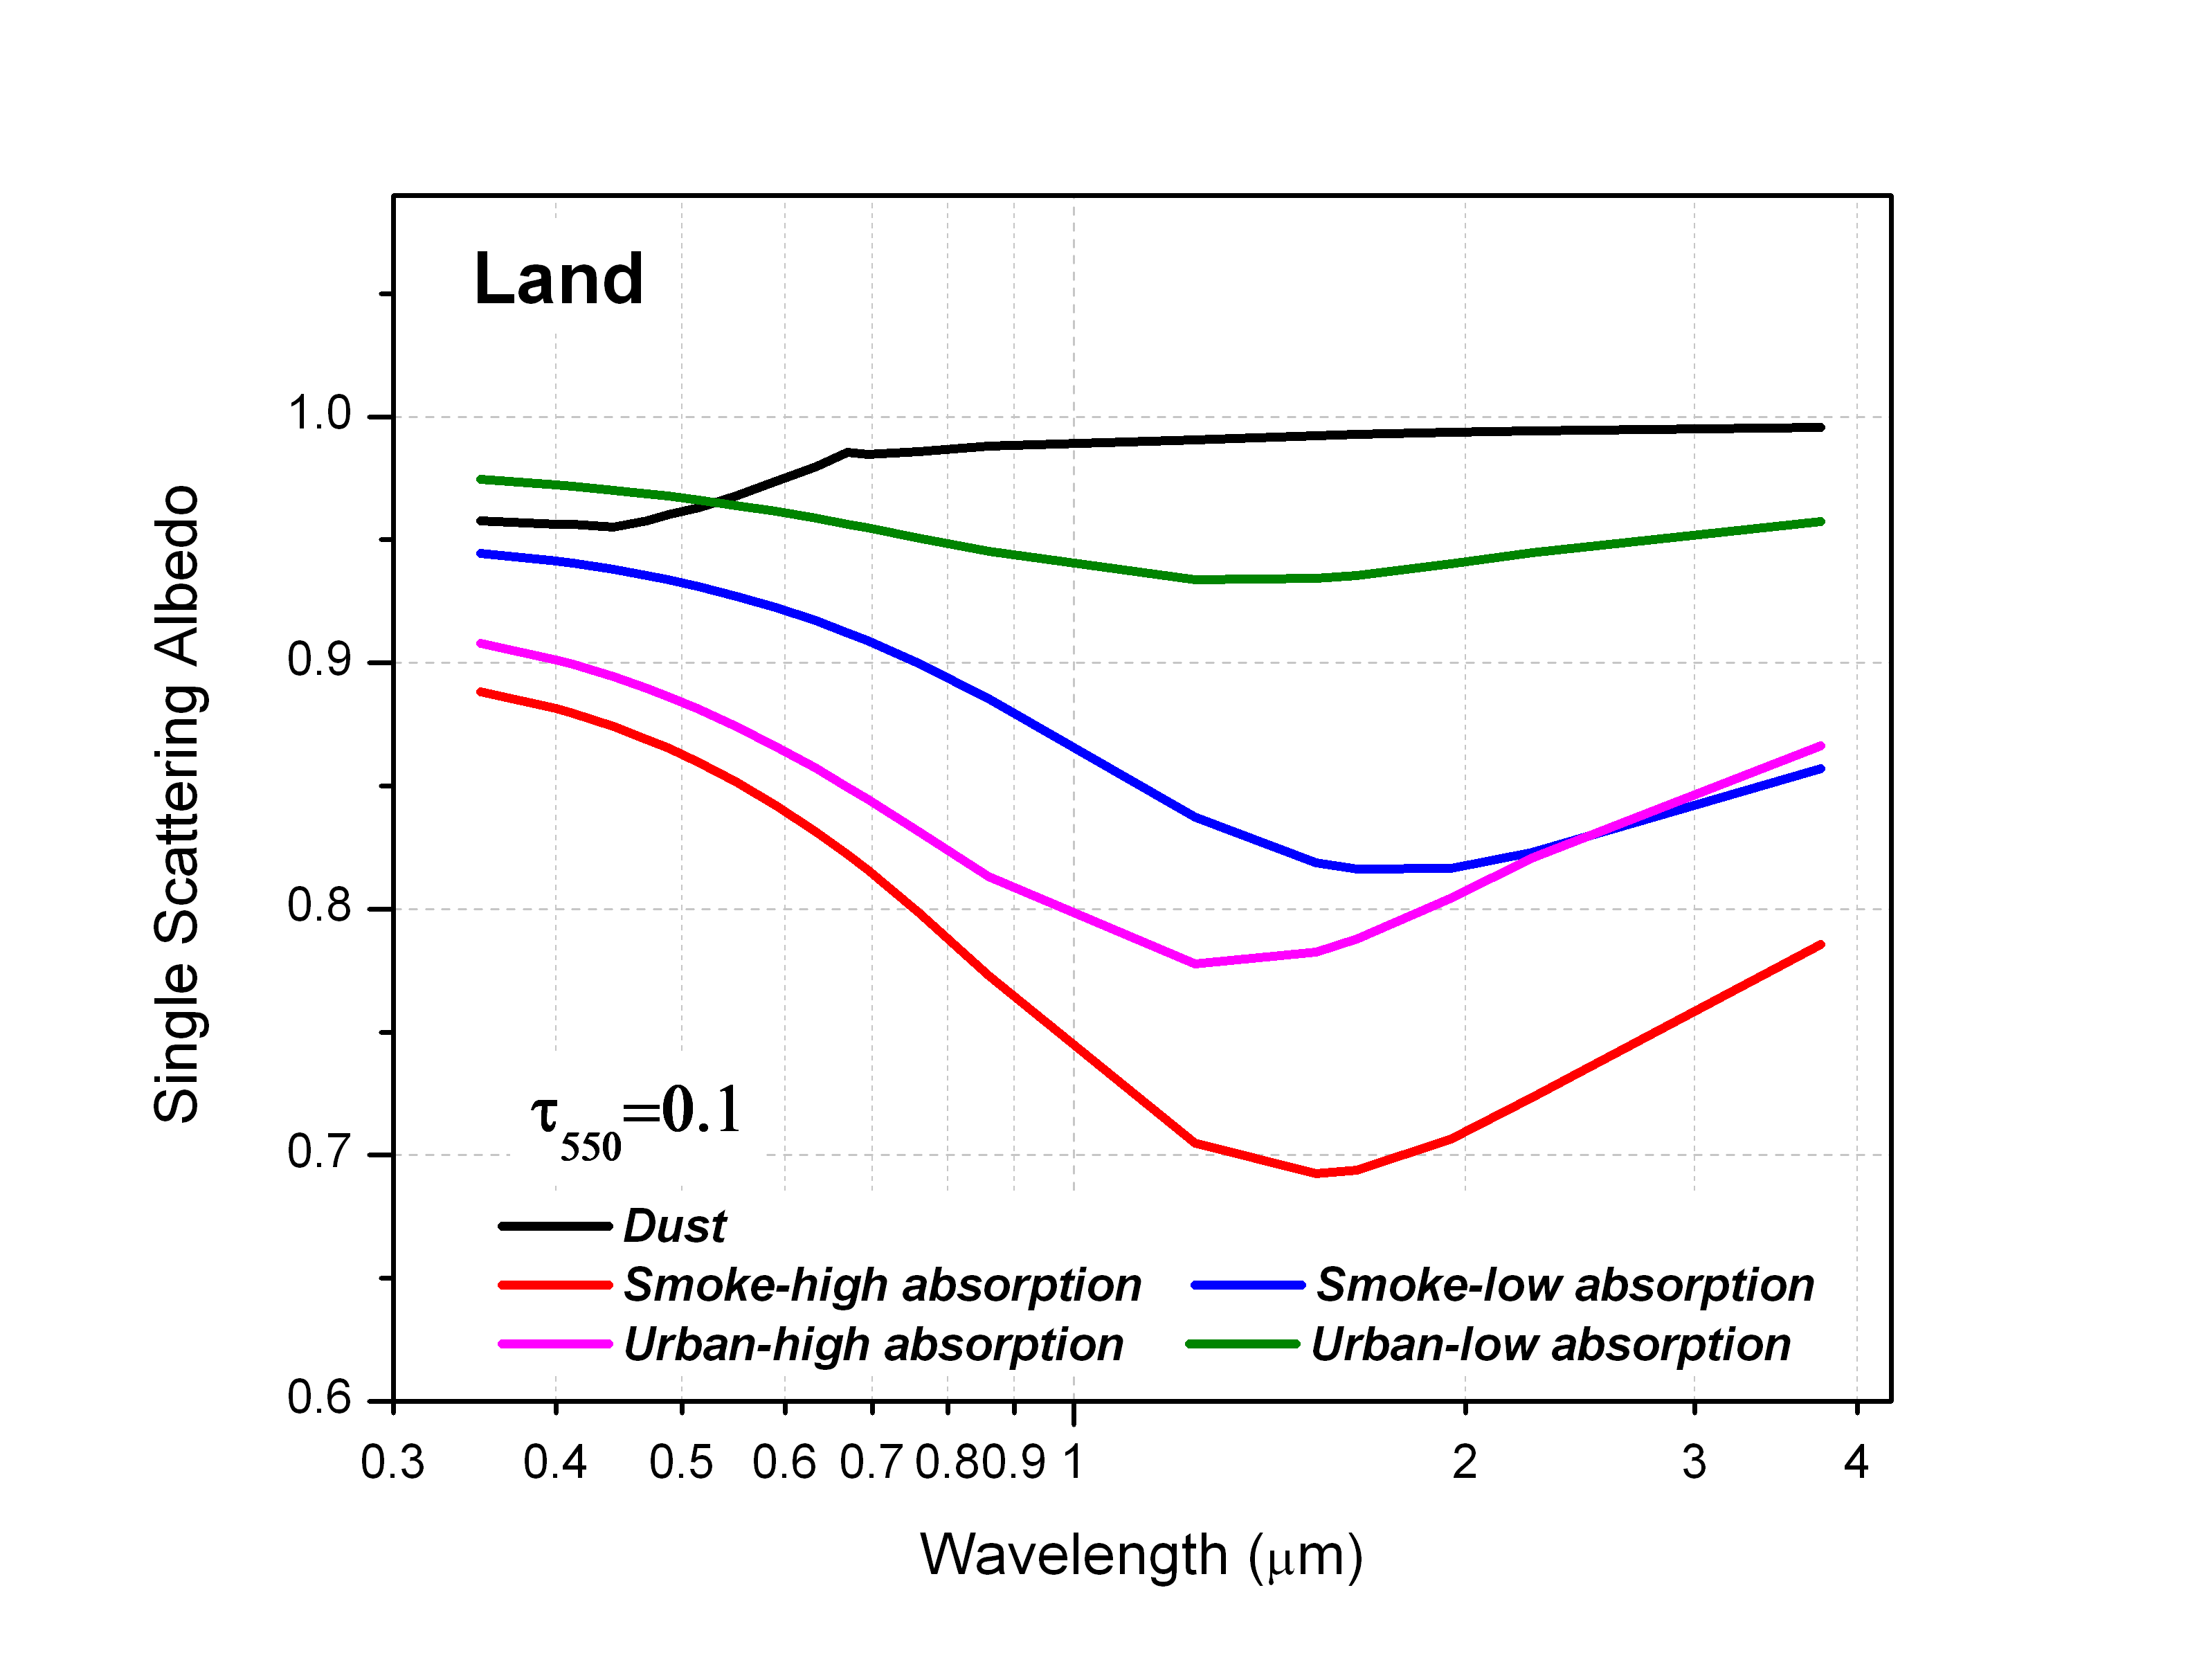 Land
1.0
0.9
0.8
0.7
0.6
Single Scattering Albedo
τ550=0.1
Dust
Smoke-high absorption Smoke-low absorption
Urban-high absorption Urban-low absorption
0.3 0.4 0.5 0.6 0.7 0.8 0.9 1 2 3 4
Wavelength (μm)